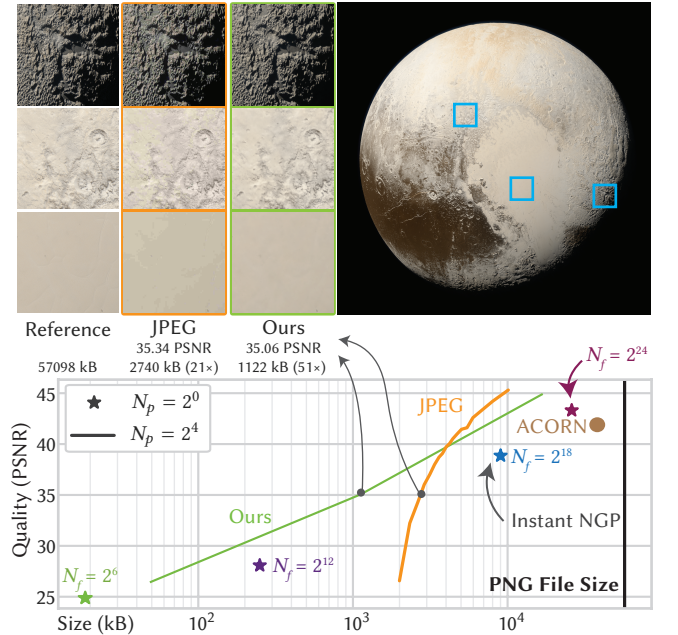 Reference
JPEG
Ours
35.34 PSNR
35.06 PSNR
57098 kB
2740 kB (21×)
1122 kB (51×)
N_f = 2^24
45
N_p = 2^0
JPEG
N_p = 2^4
ACORN
40
N_f = 2^18
Quality (PSNR)
35
Ours
Instant NGP
30
N_f = 2^6
N_f = 2^12
PNG File Size
25
Size (kB)
10^2
10^3
10^4